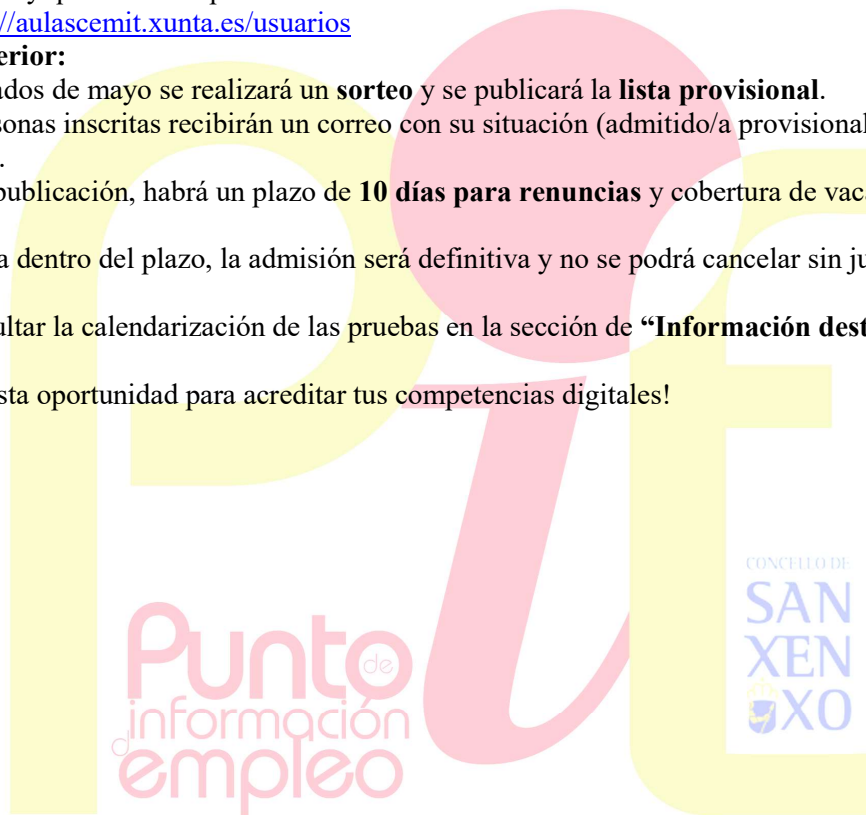 //aulascemit.xunta.es/usuarios
erior:
ados de mayo se realizará un sorteo y se publicará la lista provisional.
sonas inscritas recibirán un correo con su situación (admitido/a provisional
.
publicación, habrá un plazo de 10 días para renuncias y cobertura de vac
a dentro del plazo, la admisión será definitiva y no se podrá cancelar sin ju
ultar la calendarización de las pruebas en la sección de “Información dest
sta oportunidad para acreditar tus competencias digitales!
Punto de
información
d empleo
CONCELLO DE
SAN
XEN
XO